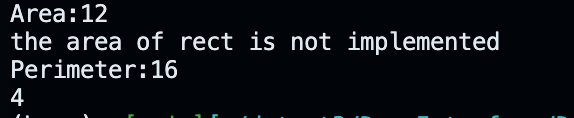 Area:12
the area of rect is not implemented
Perimeter:16
4